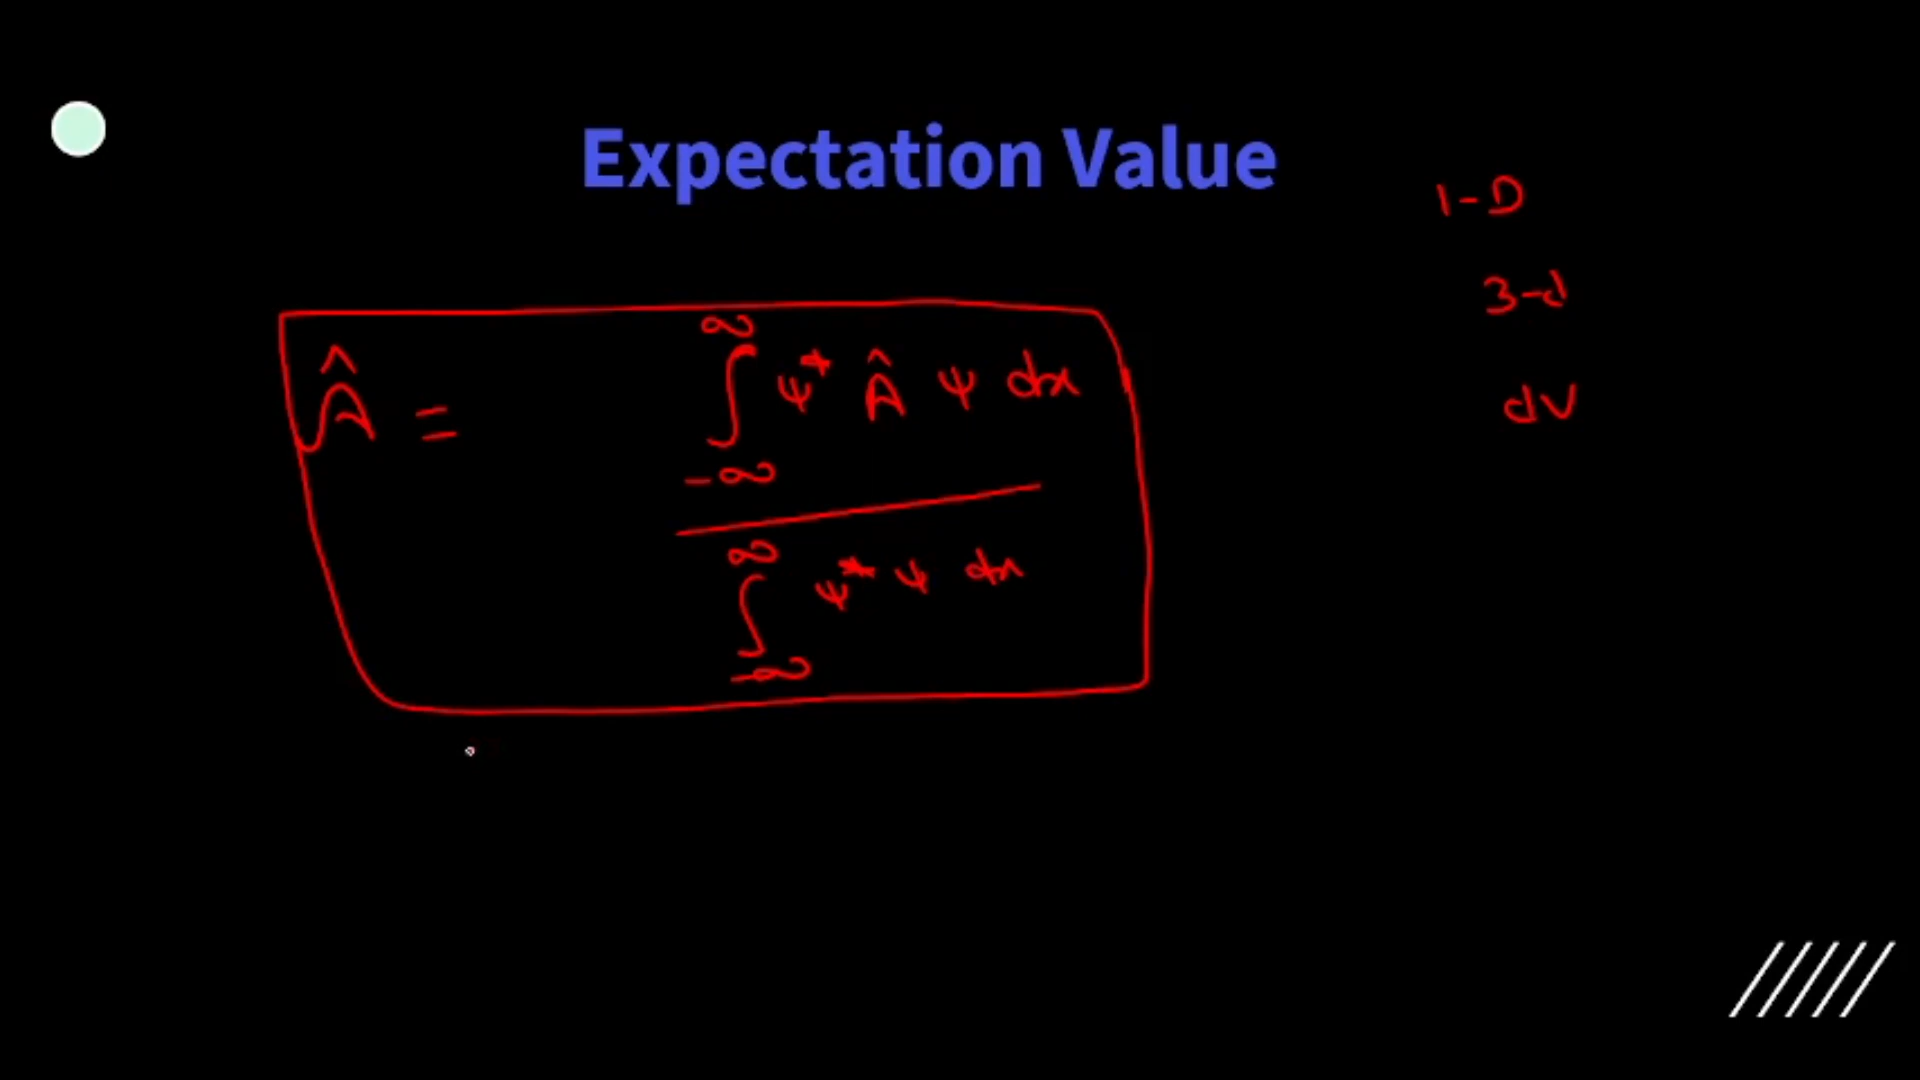 Expectation Value
1-D
3-d
dV
Â =
∞
∫ ψ* Â ψ dx
-∞
∞
∫ ψ* ψ dx
-∞